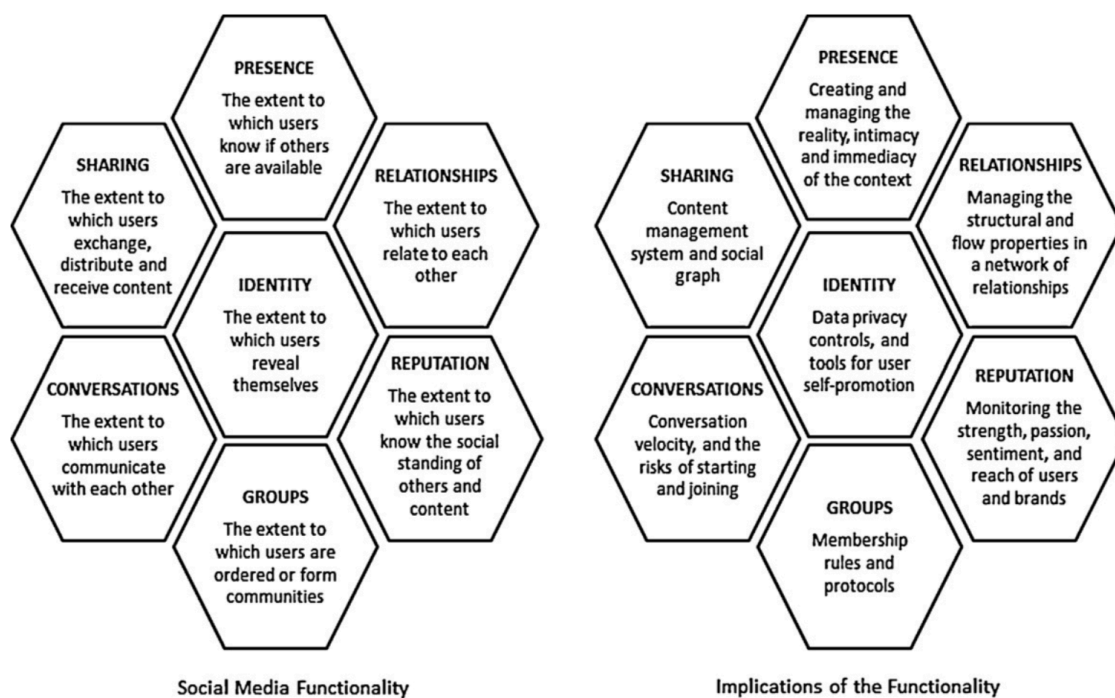 PRESENCE
The extent to
which users
know if others
are available
SHARING
The extent to
which users
exchange,
distribute and
receive content
RELATIONSHIPS
The extent to
which users
relate to each
other
IDENTITY
The extent to
which users
reveal
themselves
CONVERSATIONS
The extent to
which users
communicate
with each other
REPUTATION
The extent to
which users
know the social
standing of
others and
content
GROUPS
The extent to
which users are
ordered or form
communities
Social Media Functionality
PRESENCE
Creating and
managing the
reality, intimacy
and immediacy
of the context
SHARING
Content
management
system and social
graph
RELATIONSHIPS
Managing the
structural and
flow properties in
a network of
relationships
IDENTITY
Data privacy
controls, and
tools for user
self-promotion
CONVERSATIONS
Conversation
velocity, and the
risks of starting
and joining
REPUTATION
Monitoring the
strength, passion,
sentiment, and
reach of users
and brands
GROUPS
Membership
rules and
protocols
Implications of the Functionality